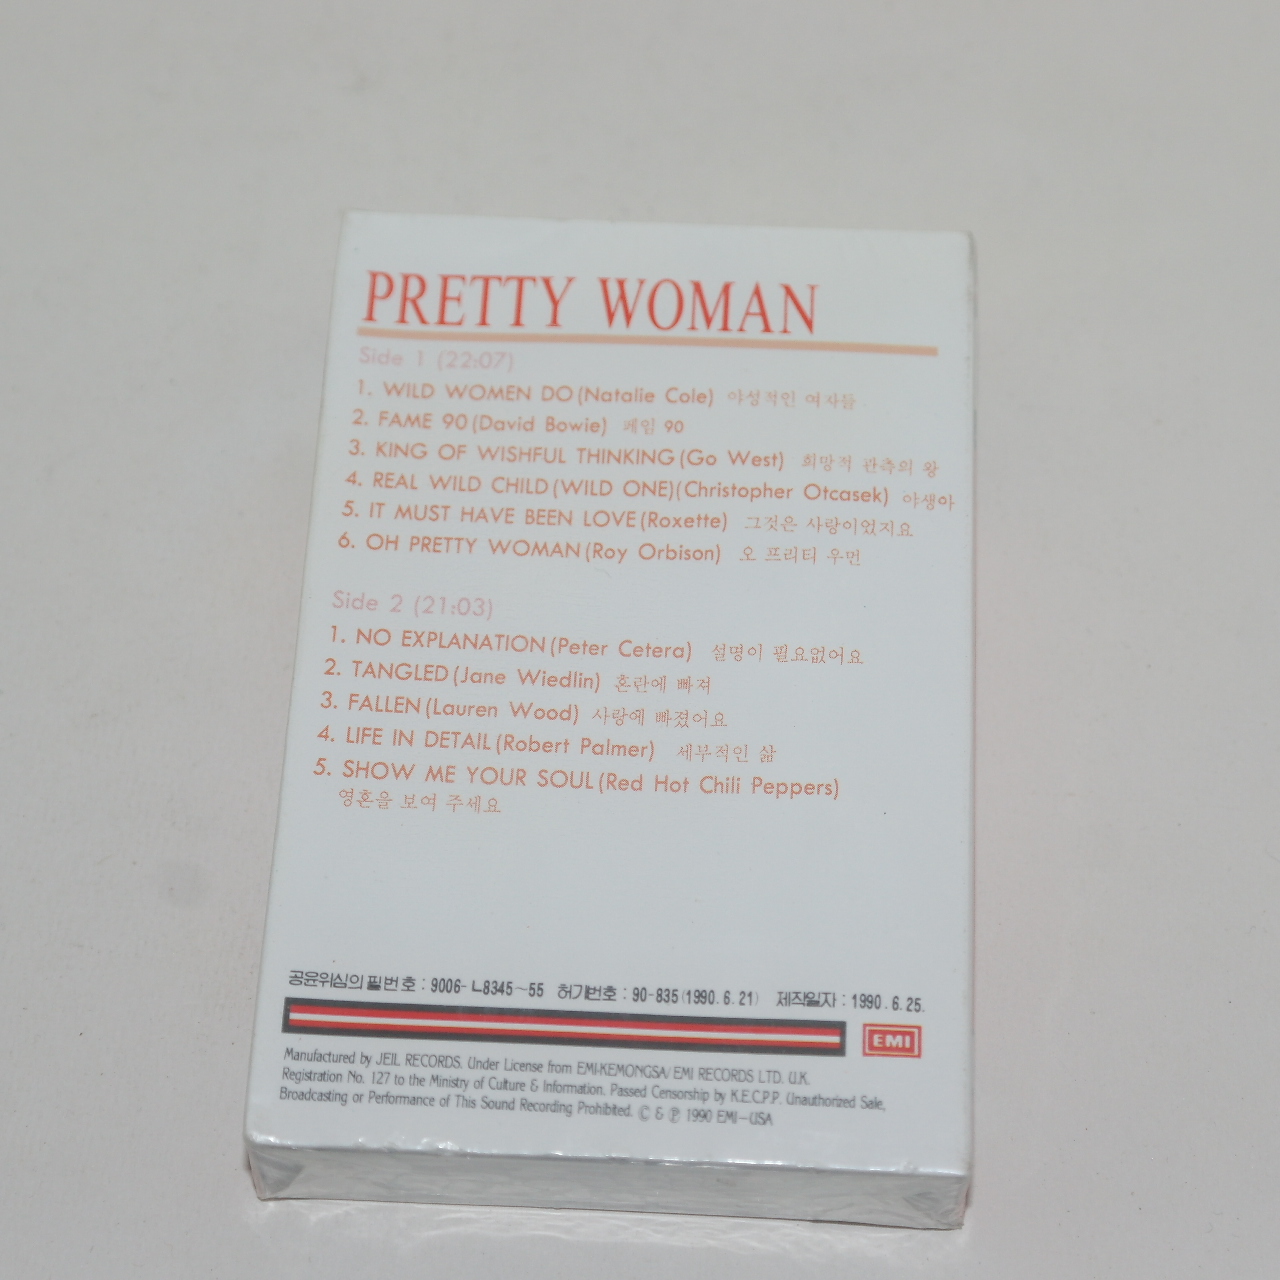 PRETTY WOMAN
Side 1 (22:07)
1. WILD WOMEN DO(Natalie Cole) 야성적인 여자들.
2. FAME 90(David Bowie) 페임 90
3. KING OF WISHFUL THINKING(Go West) 희망적 관측의 왕
4. REAL WILD CHILD(WILD ONE)(Christopher Otcasek) 야생아
5. IT MUST HAVE BEEN LOVE(Roxette) 그것은 사랑이었지요
6. OH PRETTY WOMAN(Roy Orbison) 오 프리티 우먼
Side 2 (21:03)
1. NO EXPLANATION(Peter Cetera) 설명이 필요없어요
2. TANGLED(Jane Wiedlin) 혼란에 빠져
3. FALLEN(Lauren Wood) 사랑에 빠졌어요
4. LIFE IN DETAIL(Robert Palmer) 세부적인 삶
5. SHOW ME YOUR SOUL(Red Hot Chili Peppers)
영혼을 보여 주세요
공윤위심의필번호 : 9006-ㄴ8345~55 허가번호 : 90-835(1990.6.21) 제작일자 : 1990.6.25.
EMI
Manufactured by JEIL RECORDS. Under License from EMI-KEMONGSA/EMI RECORDS LTD. U.K.
Registration No. 127 to the Ministry of Culture & Information. Passed Censorship by K.E.C.P.P. Unauthorized Sale,
Broadcasting or Performance of This Sound Recording Prohibited. © & ℗ 1990 EMI-USA